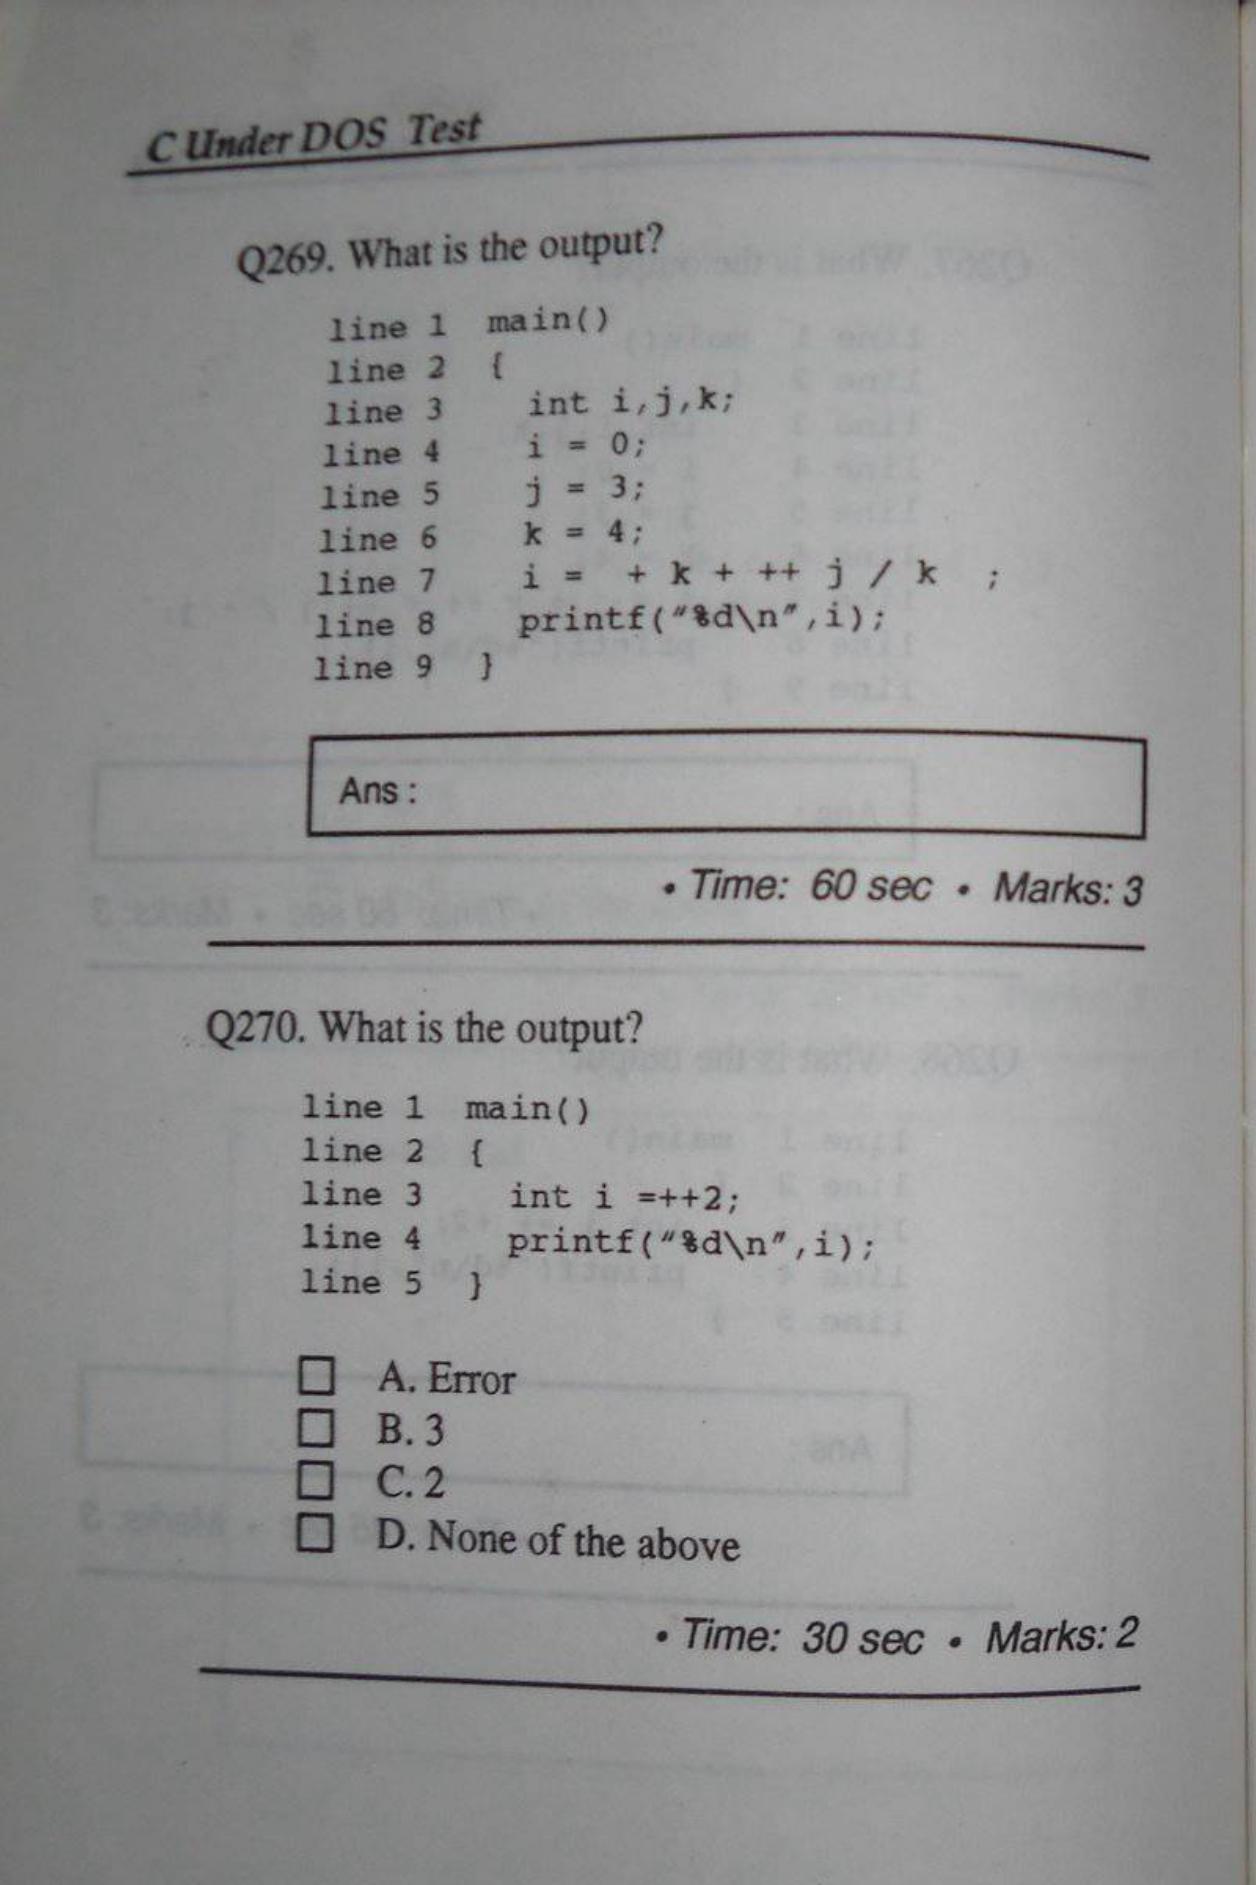 C Under DOS Test
Q269. What is the output?
line 1 main()
line 2 {
line 3 int i,j,k;
line 4 i = 0;
line 5 j = 3;
line 6 k = 4;
line 7 i = + k + ++ j / k ;
line 8 printf("%d\n",i);
line 9 }
Ans :
• Time: 60 sec • Marks: 3
Q270. What is the output?
line 1 main()
line 2 {
line 3 int i =++2;
line 4 printf("%d\n",i);
line 5 }
A. Error
B. 3
C. 2
D. None of the above
• Time: 30 sec • Marks: 2